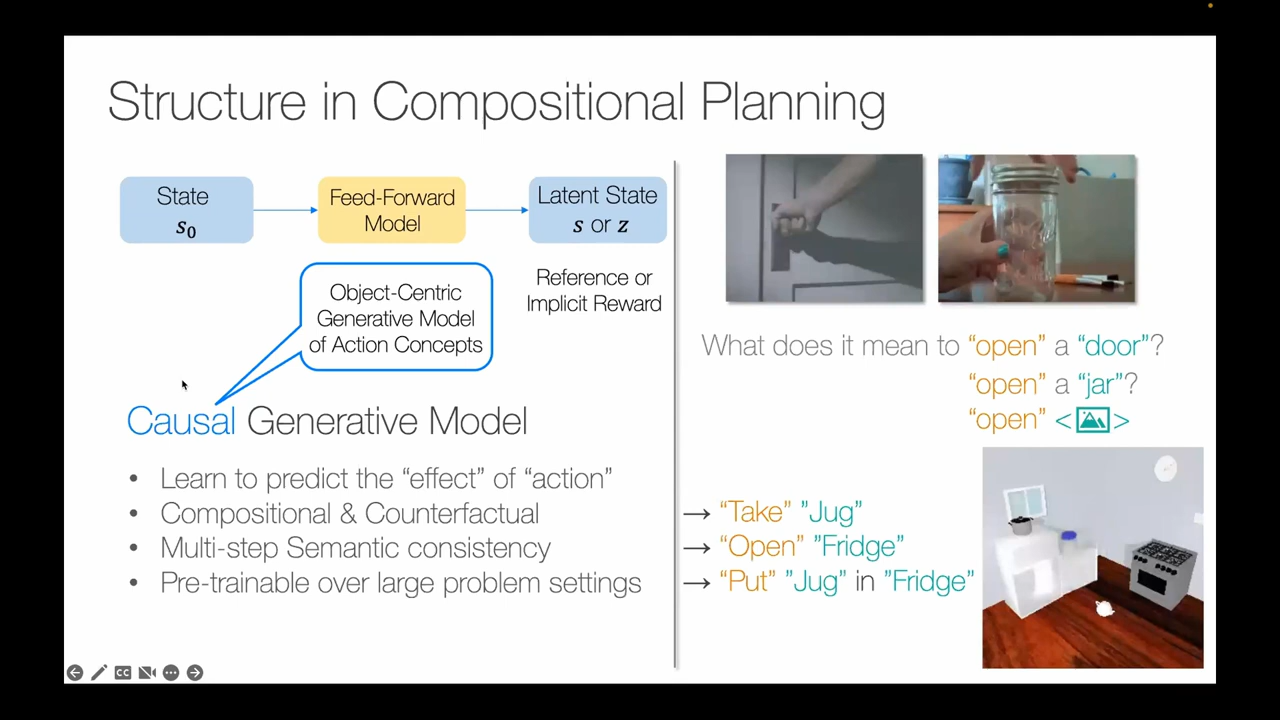 Structure in Compositional Planning
State
s₀
Feed-Forward
Model
Latent State
s or z
Reference or
Implicit Reward
Object-Centric
Generative Model
of Action Concepts
Causal Generative Model
• Learn to predict the “effect” of “action”
• Compositional & Counterfactual
• Multi-step Semantic consistency
• Pre-trainable over large problem settings
What does it mean to “open” a “door”?
“open” a “jar”?
“open” < >
→ “Take” ”Jug”
→ “Open” ”Fridge”
→ “Put” ”Jug” in ”Fridge”
CC